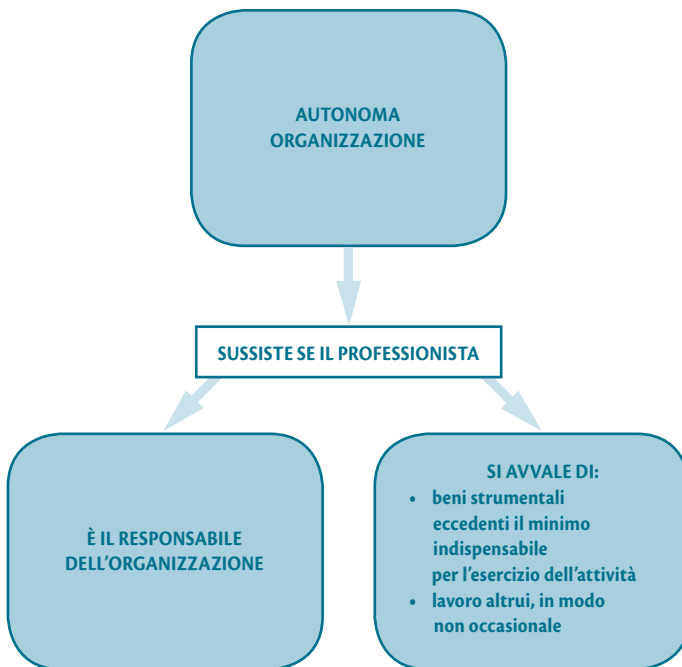 AUTONOMA
ORGANIZZAZIONE
SUSSISTE SE IL PROFESSIONISTA
È IL RESPONSABILE
DELL'ORGANIZZAZIONE
SI AVVALE DI:
• beni strumentali
eccedenti il minimo
indispensabile
per l'esercizio dell'attività
• lavoro altrui, in modo
non occasionale